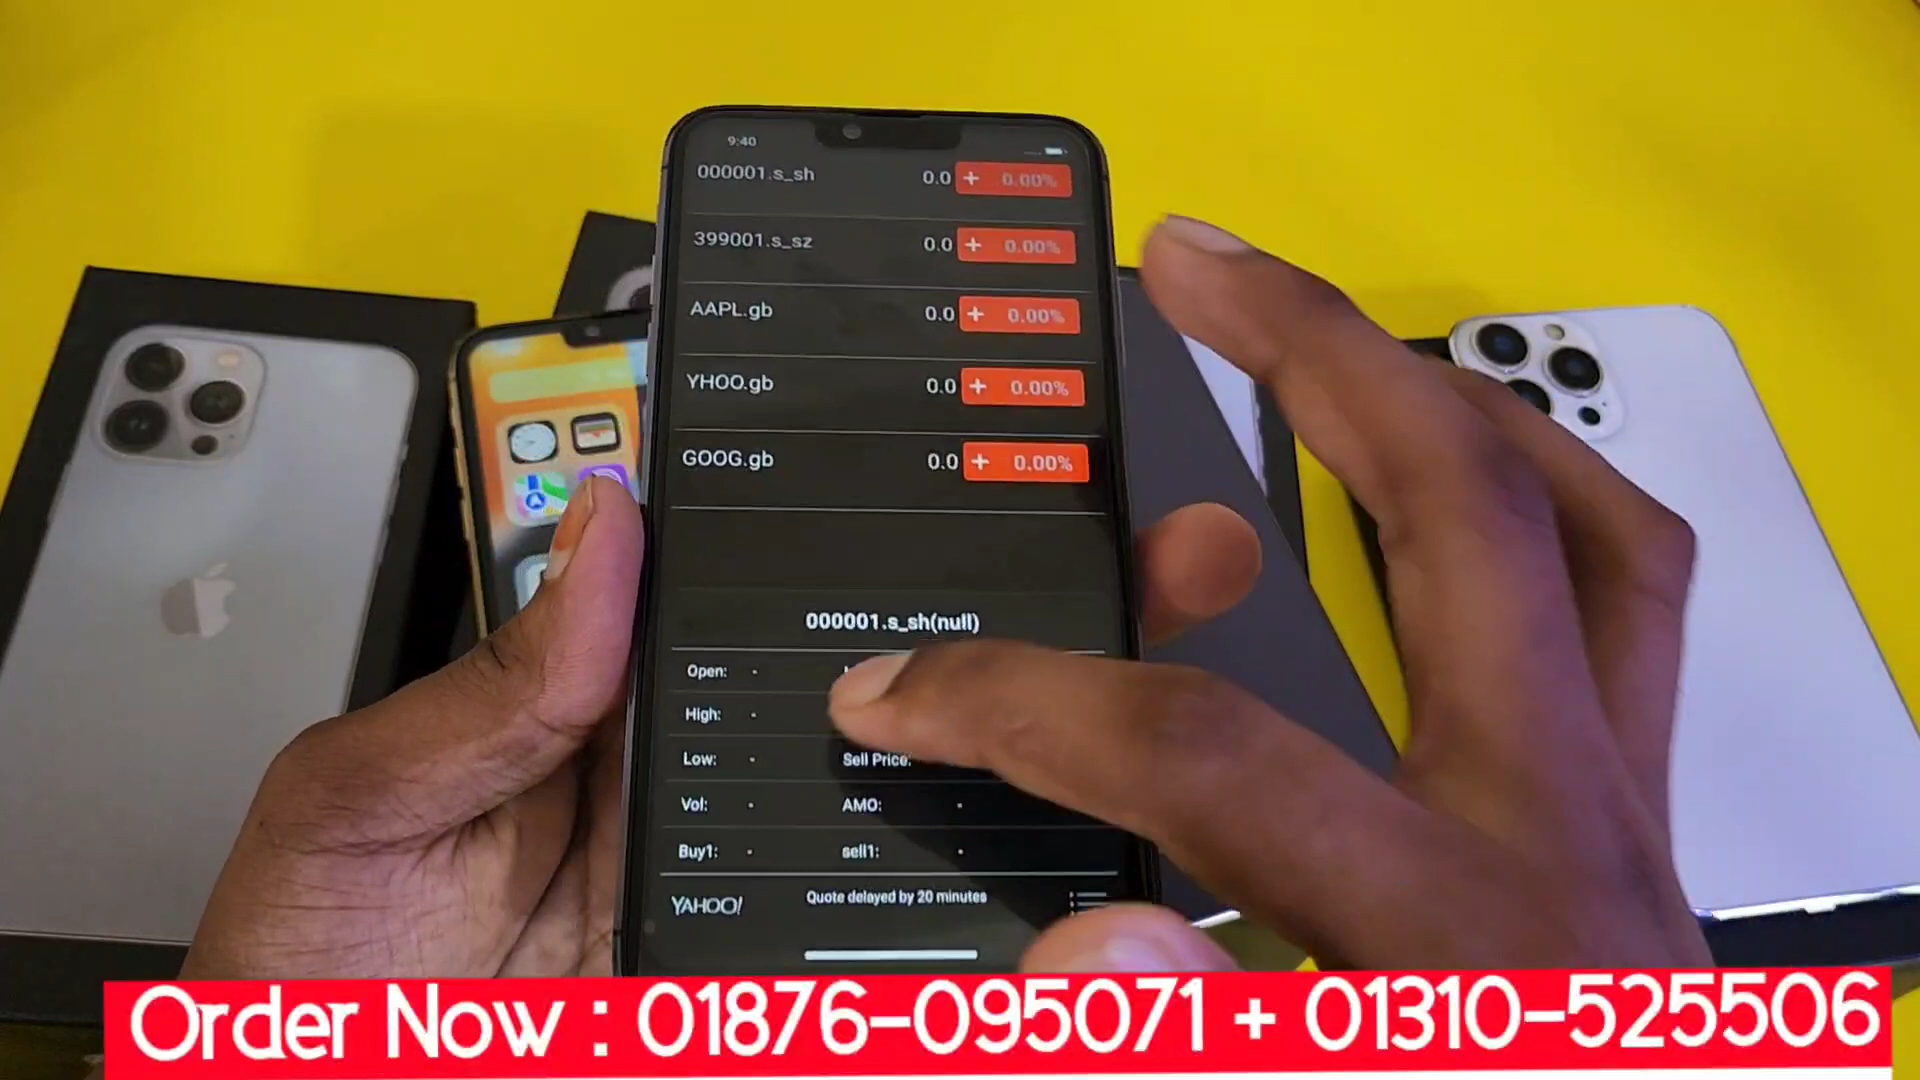 9:40
000001.s_sh 0.0 + 0.00%
399001.s_sz 0.0 + 0.00%
AAPL.gb 0.0 + 0.00%
YHOO.gb 0.0 + 0.00%
GOOG.gb 0.0 + 0.00%
000001.s_sh(null)
Open: -
High: -
Low: - Sell Price:
Vol: - AMO: -
Buy1: - sell1: -
YAHOO! Quote delayed by 20 minutes
Order Now : 01876-095071 + 01310-525506